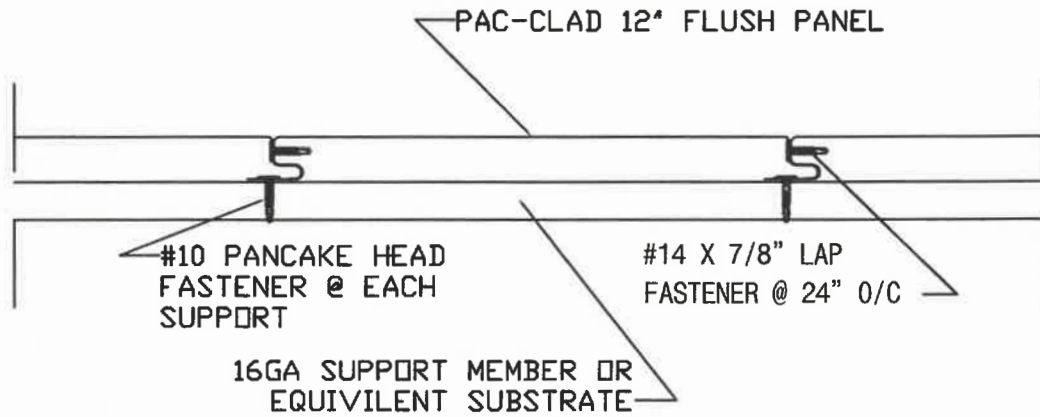 PAC-CLAD 12" FLUSH PANEL
#10 PANCAKE HEAD
FASTENER @ EACH
SUPPORT
#14 X 7/8" LAP
FASTENER @ 24" O/C
16GA SUPPORT MEMBER OR
EQUIVILENT SUBSTRATE